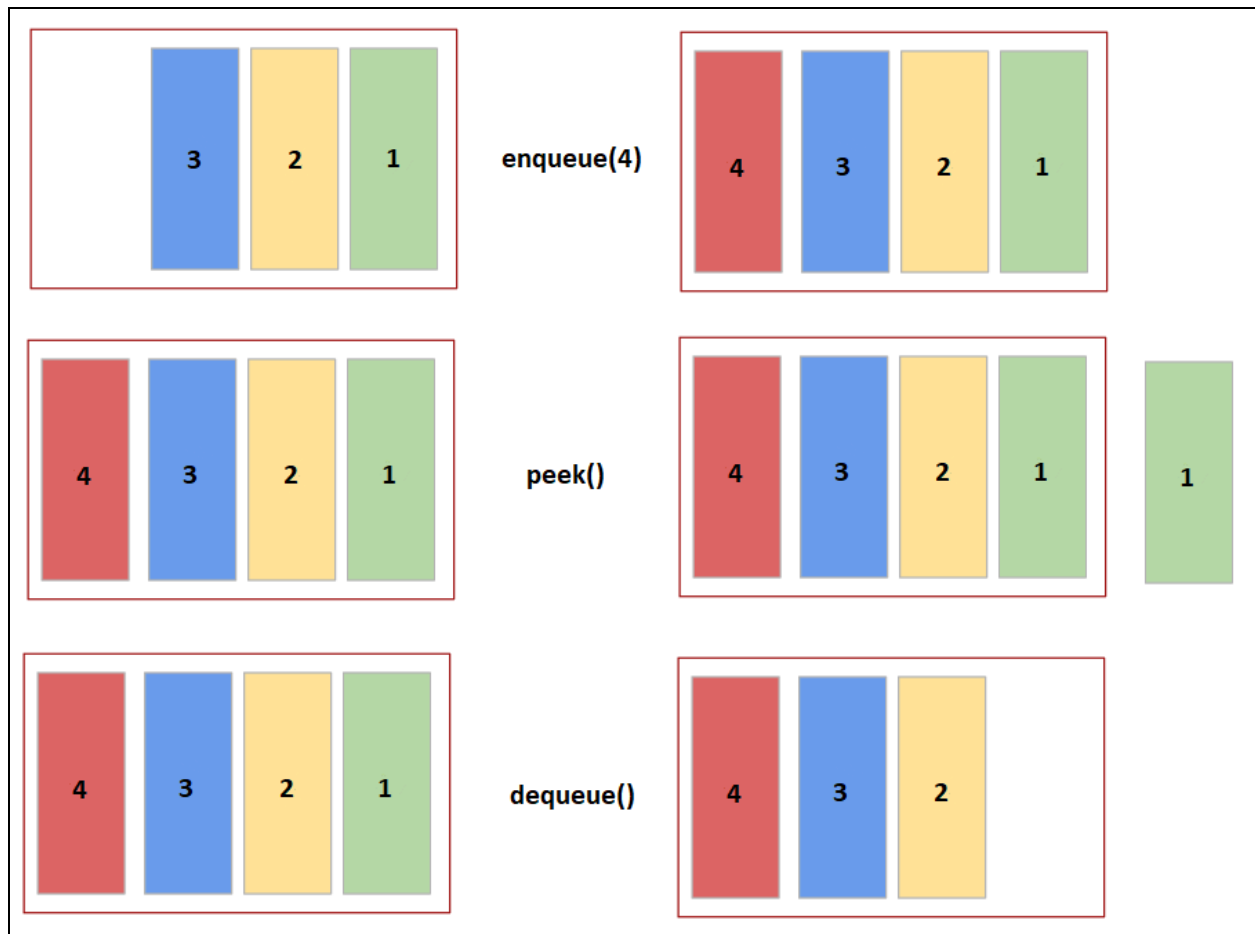 3 2 1 enqueue(4) 4 3 2 1
4 3 2 1 peek() 4 3 2 1 1
4 3 2 1 dequeue() 4 3 2